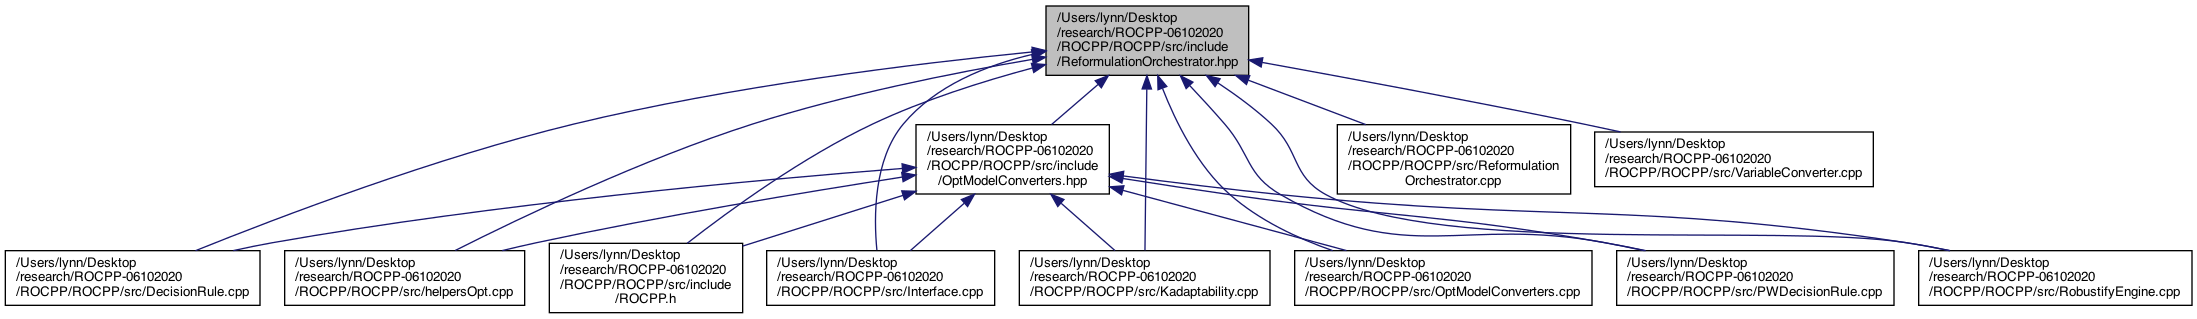 /Users/lynn/Desktop
/research/ROCPP-06102020
/ROCPP/ROCPP/src/include
/ReformulationOrchestrator.hpp
/Users/lynn/Desktop
/research/ROCPP-06102020
/ROCPP/ROCPP/src/include
/OptModelConverters.hpp
/Users/lynn/Desktop
/research/ROCPP-06102020
/ROCPP/ROCPP/src/Reformulation
Orchestrator.cpp
/Users/lynn/Desktop
/research/ROCPP-06102020
/ROCPP/ROCPP/src/VariableConverter.cpp
/Users/lynn/Desktop
/research/ROCPP-06102020
/ROCPP/ROCPP/src/DecisionRule.cpp
/Users/lynn/Desktop
/research/ROCPP-06102020
/ROCPP/ROCPP/src/helpersOpt.cpp
/Users/lynn/Desktop
/research/ROCPP-06102020
/ROCPP/ROCPP/src/include
/ROCPP.h
/Users/lynn/Desktop
/research/ROCPP-06102020
/ROCPP/ROCPP/src/Interface.cpp
/Users/lynn/Desktop
/research/ROCPP-06102020
/ROCPP/ROCPP/src/Kadaptability.cpp
/Users/lynn/Desktop
/research/ROCPP-06102020
/ROCPP/ROCPP/src/OptModelConverters.cpp
/Users/lynn/Desktop
/research/ROCPP-06102020
/ROCPP/ROCPP/src/PWDecisionRule.cpp
/Users/lynn/Desktop
/research/ROCPP-06102020
/ROCPP/ROCPP/src/RobustifyEngine.cpp